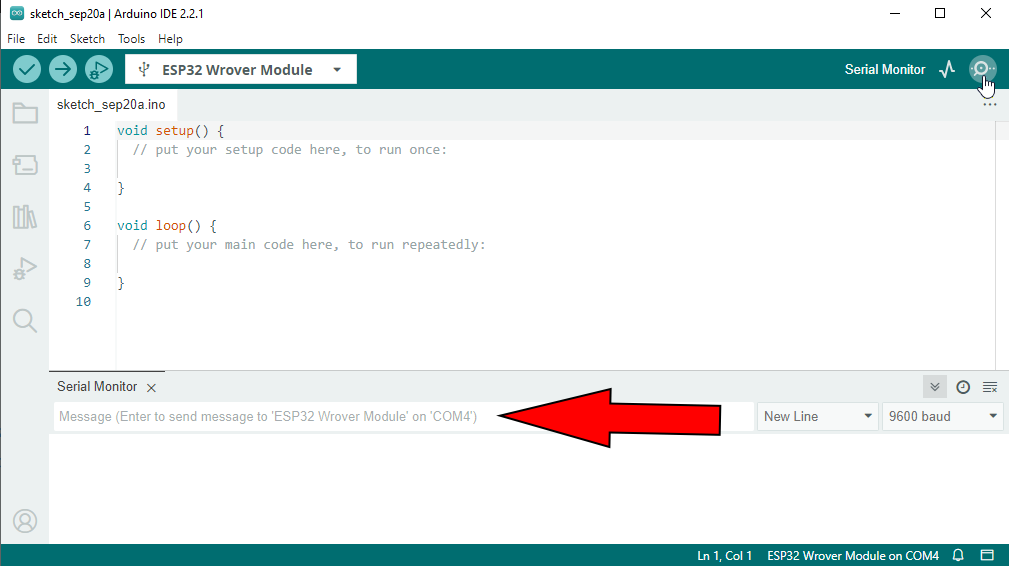 sketch_sep20a | Arduino IDE 2.2.1
File Edit Sketch Tools Help
ESP32 Wrover Module
Serial Monitor
sketch_sep20a.ino
...
1 void setup() {
2 // put your setup code here, to run once:
3
4 }
5
6 void loop() {
7 // put your main code here, to run repeatedly:
8
9 }
10
Serial Monitor
Message (Enter to send message to 'ESP32 Wrover Module' on 'COM4')
New Line
9600 baud
Ln 1, Col 1 ESP32 Wrover Module on COM4